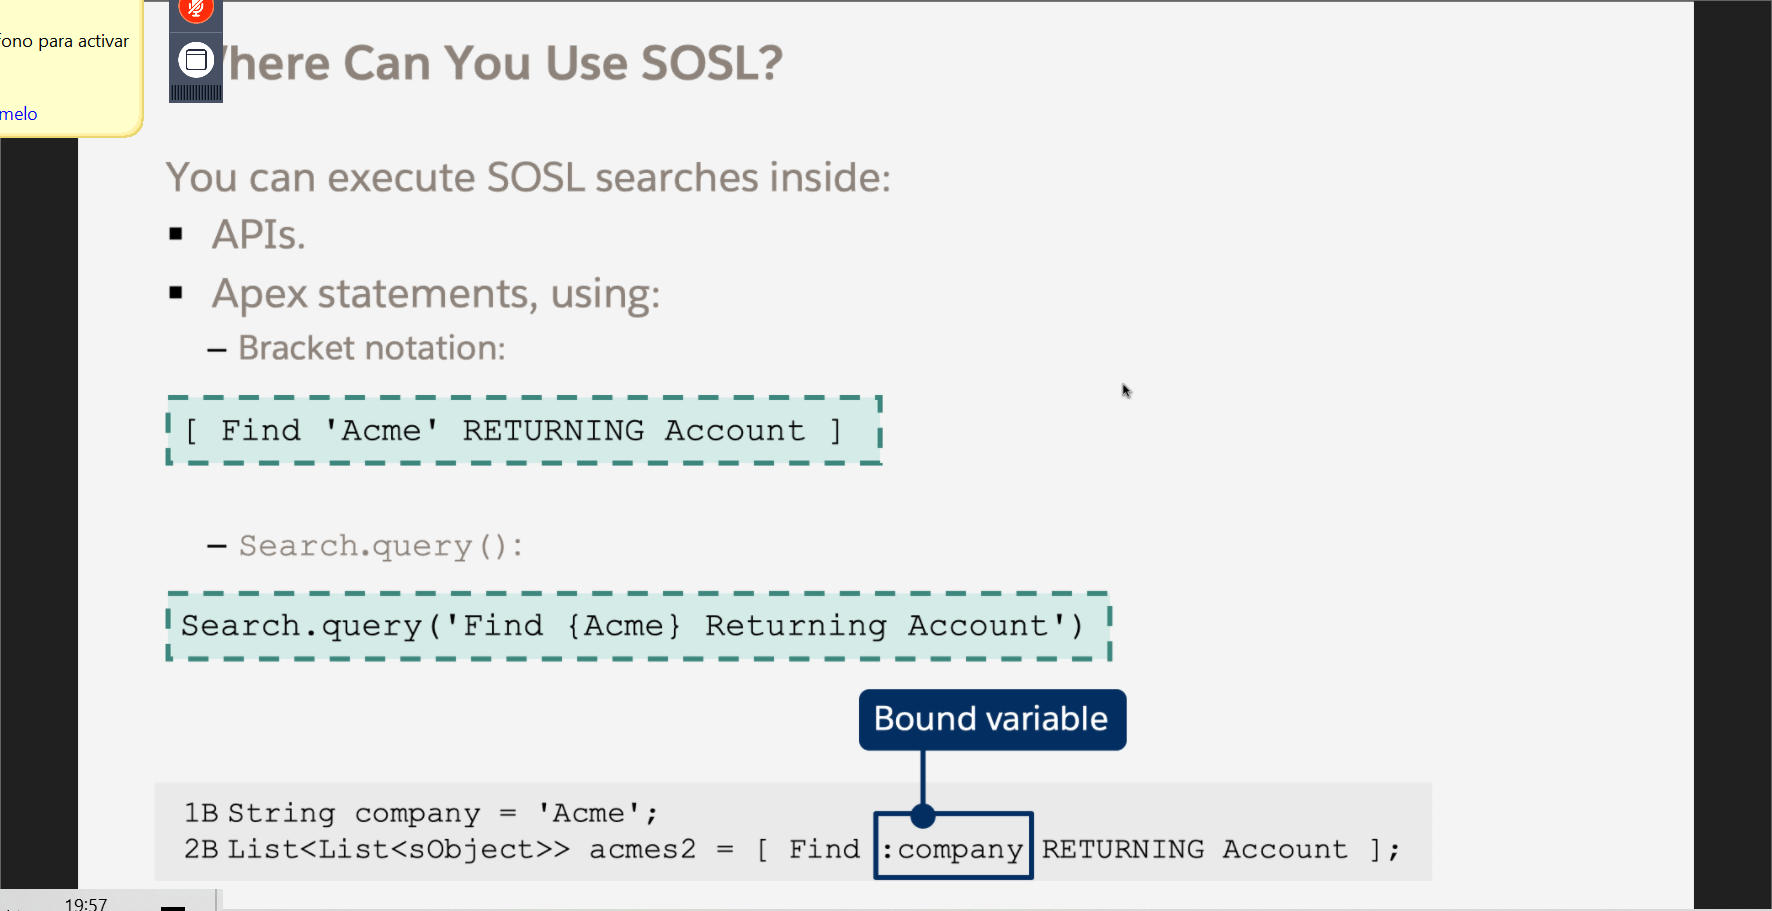 fono para activar
melo
here Can You Use SOSL?
You can execute SOSL searches inside:
▪ APIs.
▪ Apex statements, using:
– Bracket notation:
[ Find 'Acme' RETURNING Account ]
– Search.query():
Search.query('Find {Acme} Returning Account')
Bound variable
1B String company = 'Acme';
2B List<List<sObject>> acmes2 = [ Find :company RETURNING Account ];
19:57